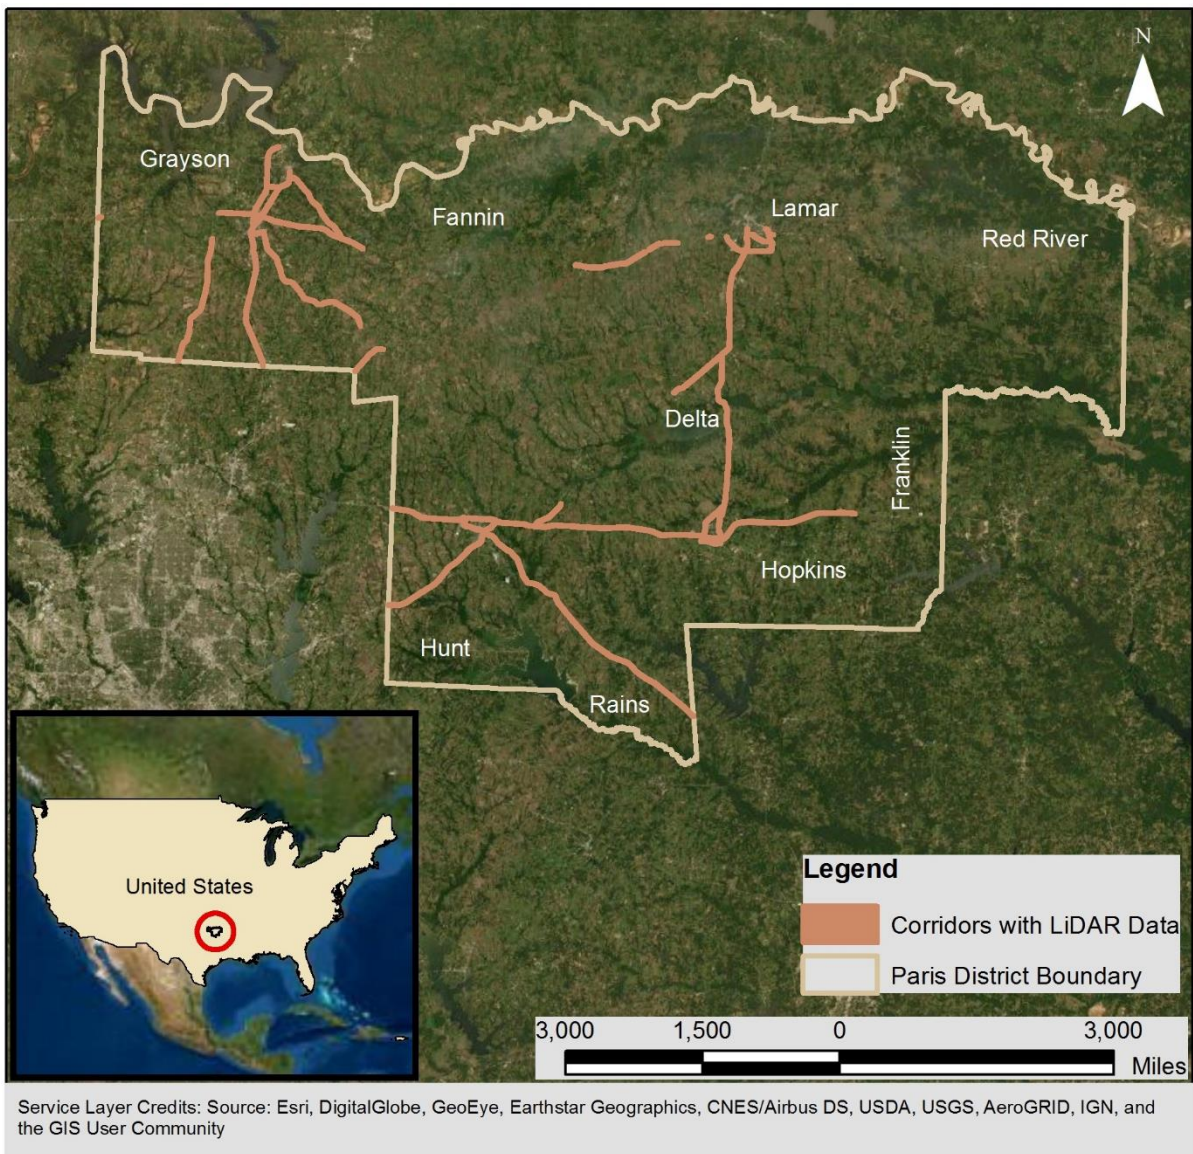 N
Grayson
Fannin
Lamar
Red River
Delta
Franklin
Hopkins
Hunt
Rains
United States
Legend
Corridors with LiDAR Data
Paris District Boundary
3,000 1,500 0 3,000
Miles
Service Layer Credits: Source: Esri, DigitalGlobe, GeoEye, Earthstar Geographics, CNES/Airbus DS, USDA, USGS, AeroGRID, IGN, and
the GIS User Community